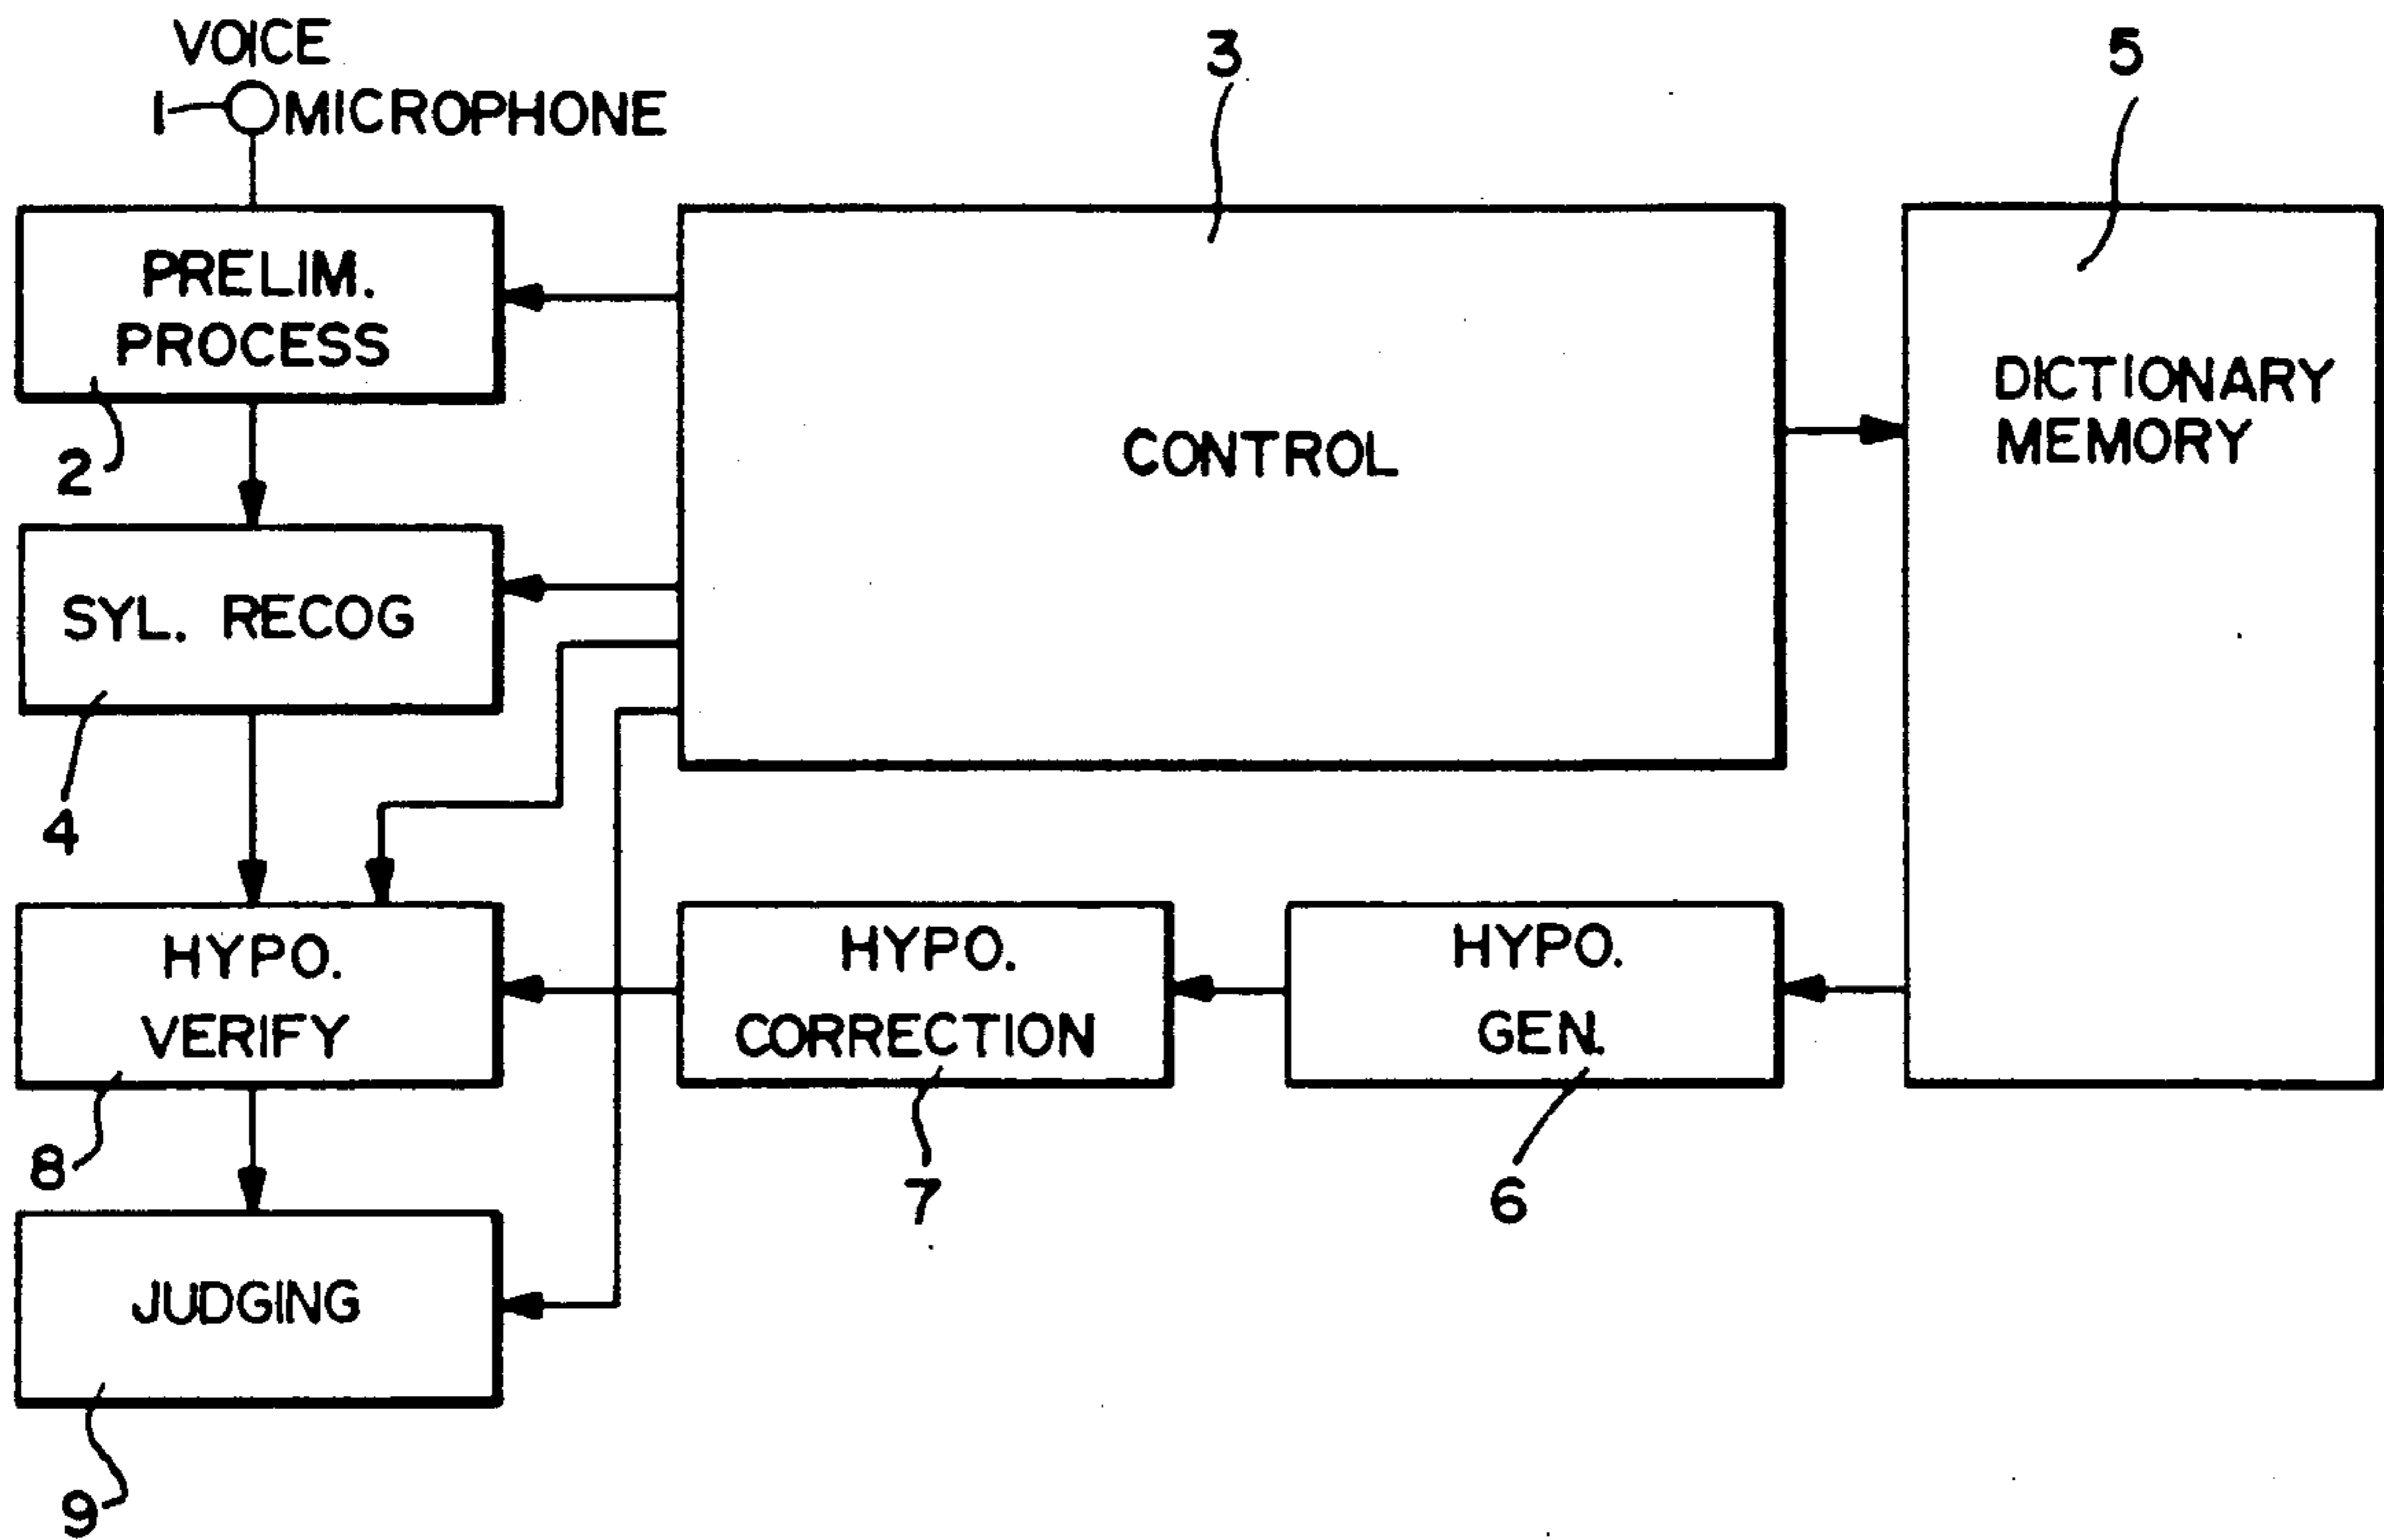 VOICE
1 MICROPHONE
3
5
PRELIM.
PROCESS
2
CONTROL
DICTIONARY
MEMORY
SYL. RECOG
4
HYPO.
VERIFY
8
HYPO.
CORRECTION
7
HYPO.
GEN.
6
JUDGING
9